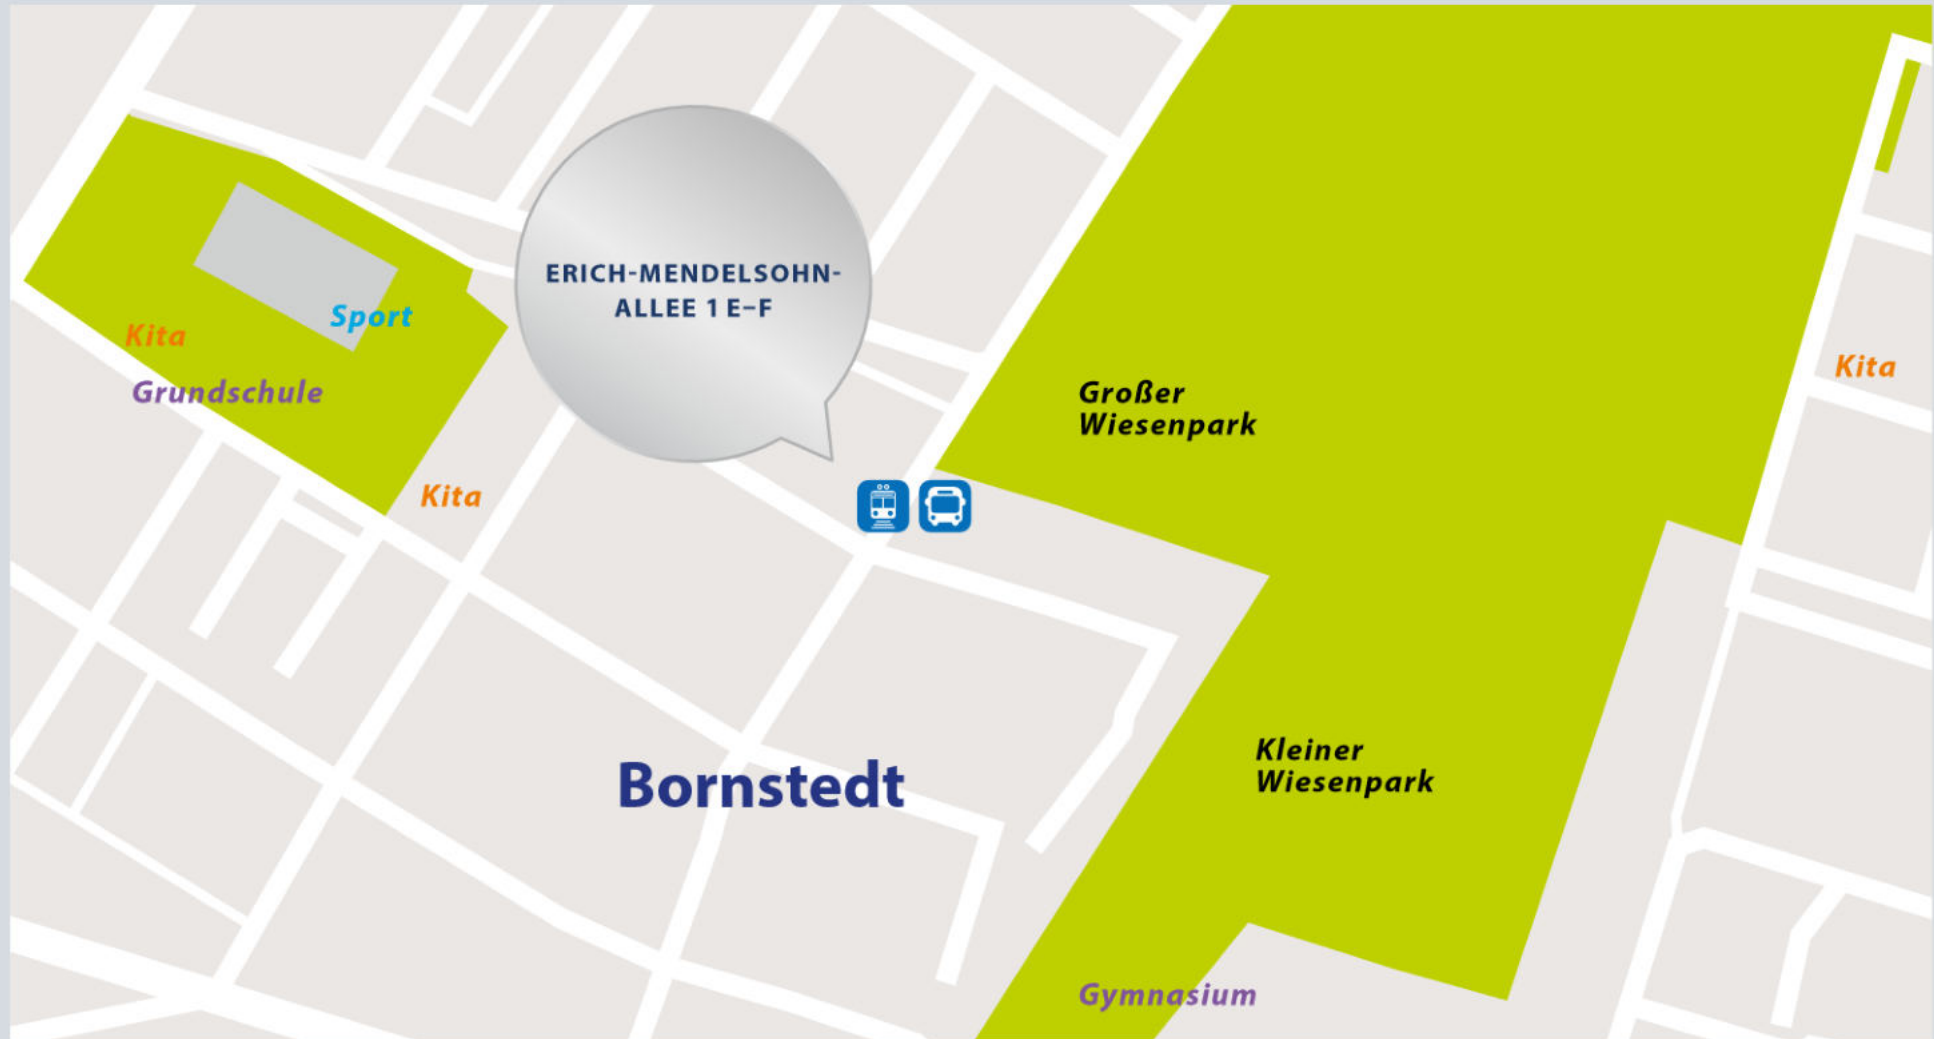 ERICH-MENDELSOHN-
ALLEE 1 E–F
Sport
Kita
Grundschule
Kita
Großer
Wiesenpark
Kita
Kleiner
Wiesenpark
Bornstedt
Gymnasium